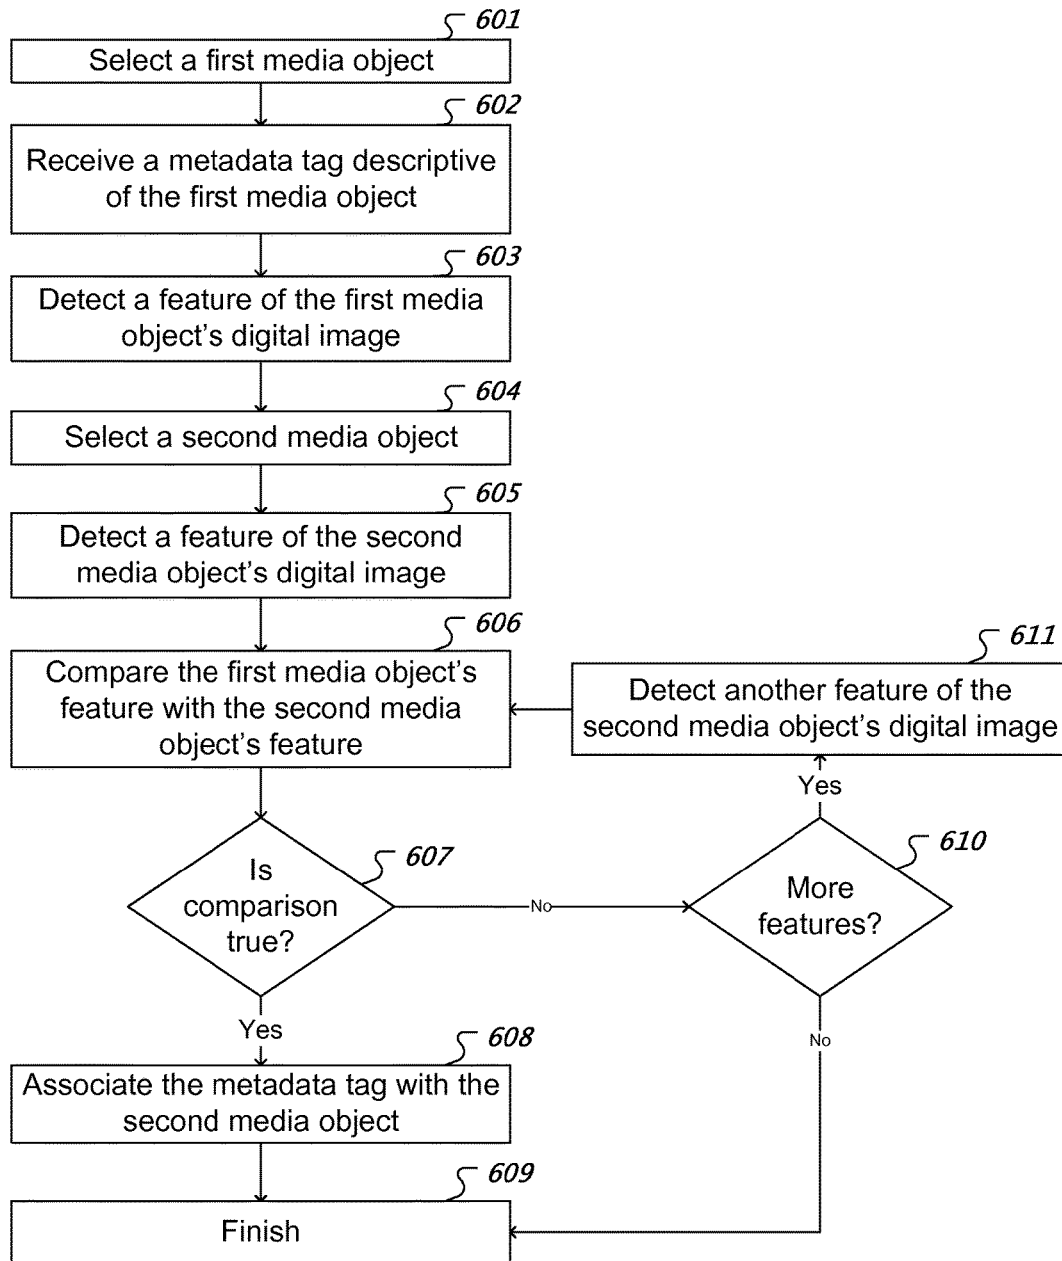 601
Select a first media object
602
Receive a metadata tag descriptive
of the first media object
603
Detect a feature of the first media
object's digital image
604
Select a second media object
605
Detect a feature of the second
media object's digital image
606
Compare the first media object's
feature with the second media
object's feature
611
Detect another feature of the
second media object's digital image
Yes
607
Is
comparison
true?
No
610
More
features?
Yes
No
608
Associate the metadata tag with the
second media object
609
Finish